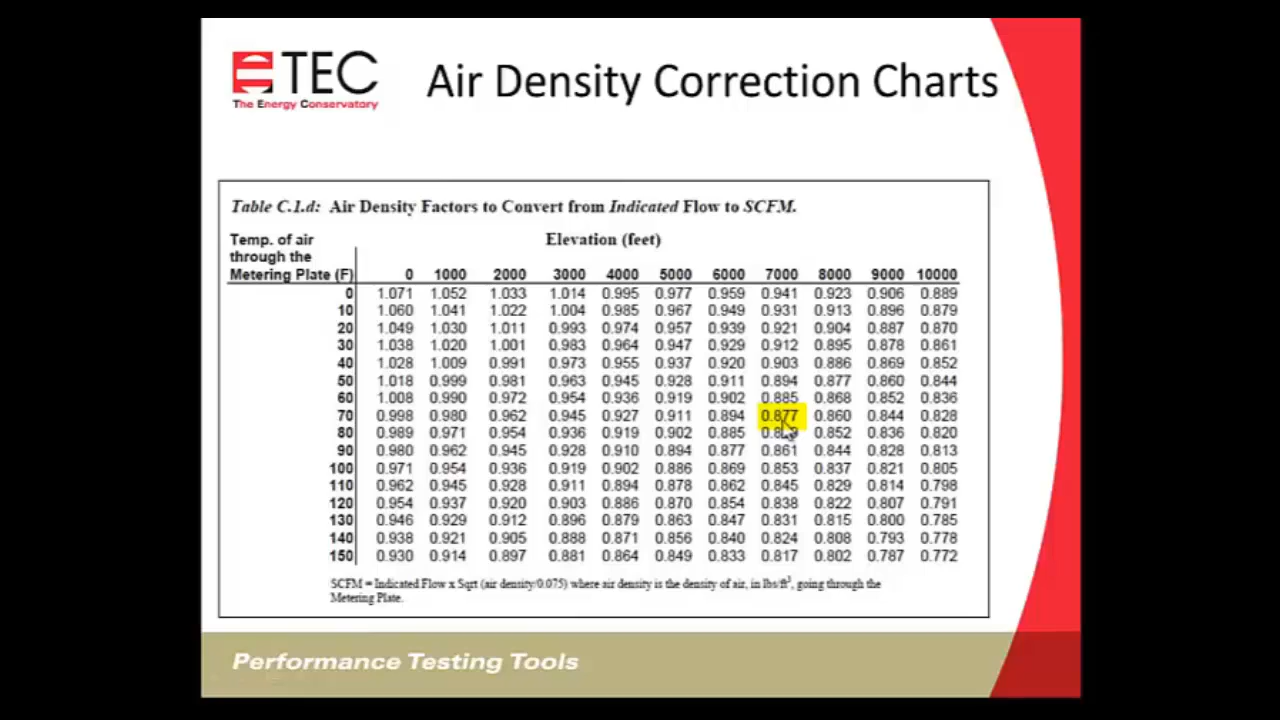 TEC
The Energy Conservatory
Air Density Correction Charts
Table C.1.d: Air Density Factors to Convert from Indicated Flow to SCFM.
Temp. of air through the Metering Plate (F)
Elevation (feet)
0 1000 2000 3000 4000 5000 6000 7000 8000 9000 10000
0 1.071 1.052 1.033 1.014 0.995 0.977 0.959 0.941 0.923 0.906 0.889
10 1.060 1.041 1.022 1.004 0.985 0.967 0.949 0.931 0.913 0.896 0.879
20 1.049 1.030 1.011 0.993 0.974 0.957 0.939 0.921 0.904 0.887 0.870
30 1.038 1.020 1.001 0.983 0.964 0.947 0.929 0.912 0.895 0.878 0.861
40 1.028 1.009 0.991 0.973 0.955 0.937 0.920 0.903 0.886 0.869 0.852
50 1.018 0.999 0.981 0.963 0.945 0.928 0.911 0.894 0.877 0.860 0.844
60 1.008 0.990 0.972 0.954 0.936 0.919 0.902 0.885 0.868 0.852 0.836
70 0.998 0.980 0.962 0.945 0.927 0.911 0.894 0.877 0.860 0.844 0.828
80 0.989 0.971 0.954 0.936 0.919 0.902 0.885 0.852 0.836 0.820
90 0.980 0.962 0.945 0.928 0.910 0.894 0.877 0.861 0.844 0.828 0.813
100 0.971 0.954 0.936 0.919 0.902 0.886 0.869 0.853 0.837 0.821 0.805
110 0.962 0.945 0.928 0.911 0.894 0.878 0.862 0.845 0.829 0.814 0.798
120 0.954 0.937 0.920 0.903 0.886 0.870 0.854 0.838 0.822 0.807 0.791
130 0.946 0.929 0.912 0.896 0.879 0.863 0.847 0.831 0.815 0.800 0.785
140 0.938 0.921 0.905 0.888 0.871 0.856 0.840 0.824 0.808 0.793 0.778
150 0.930 0.914 0.897 0.881 0.864 0.849 0.833 0.817 0.802 0.787 0.772
SCFM = Indicated Flow x Sqrt (air density/0.075) where air density is the density of air, in lbs/ft³, going through the
Metering Plate.
Performance Testing Tools